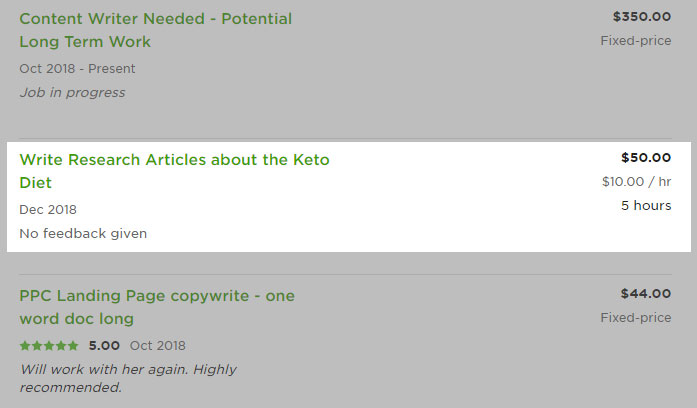 Content Writer Needed - Potential
Long Term Work
$350.00
Fixed-price
Oct 2018 - Present
Job in progress
Write Research Articles about the Keto
Diet
$50.00
$10.00 / hr
5 hours
Dec 2018
No feedback given
PPC Landing Page copywrite - one
word doc long
$44.00
Fixed-price
5.00 Oct 2018
Will work with her again. Highly
recommended.